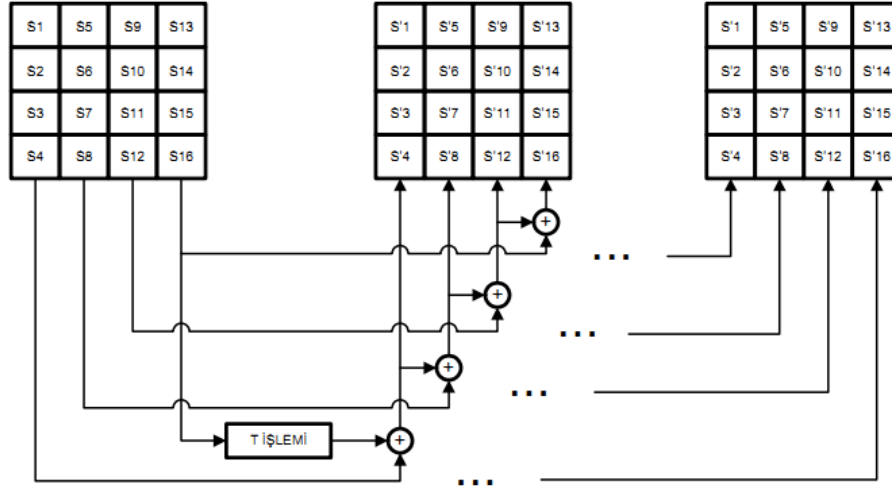 S1 S5 S9 S13 S'1 S'5 S'9 S'13 S'1 S'5 S'9 S'13
S2 S6 S10 S14 S'2 S'6 S'10 S'14 S'2 S'6 S'10 S'14
S3 S7 S11 S15 S'3 S'7 S'11 S'15 S'3 S'7 S'11 S'15
S4 S8 S12 S16 S'4 S'8 S'12 S'16 S'4 S'8 S'12 S'16
+
...
+
...
+
...
T İŞLEMİ +
...